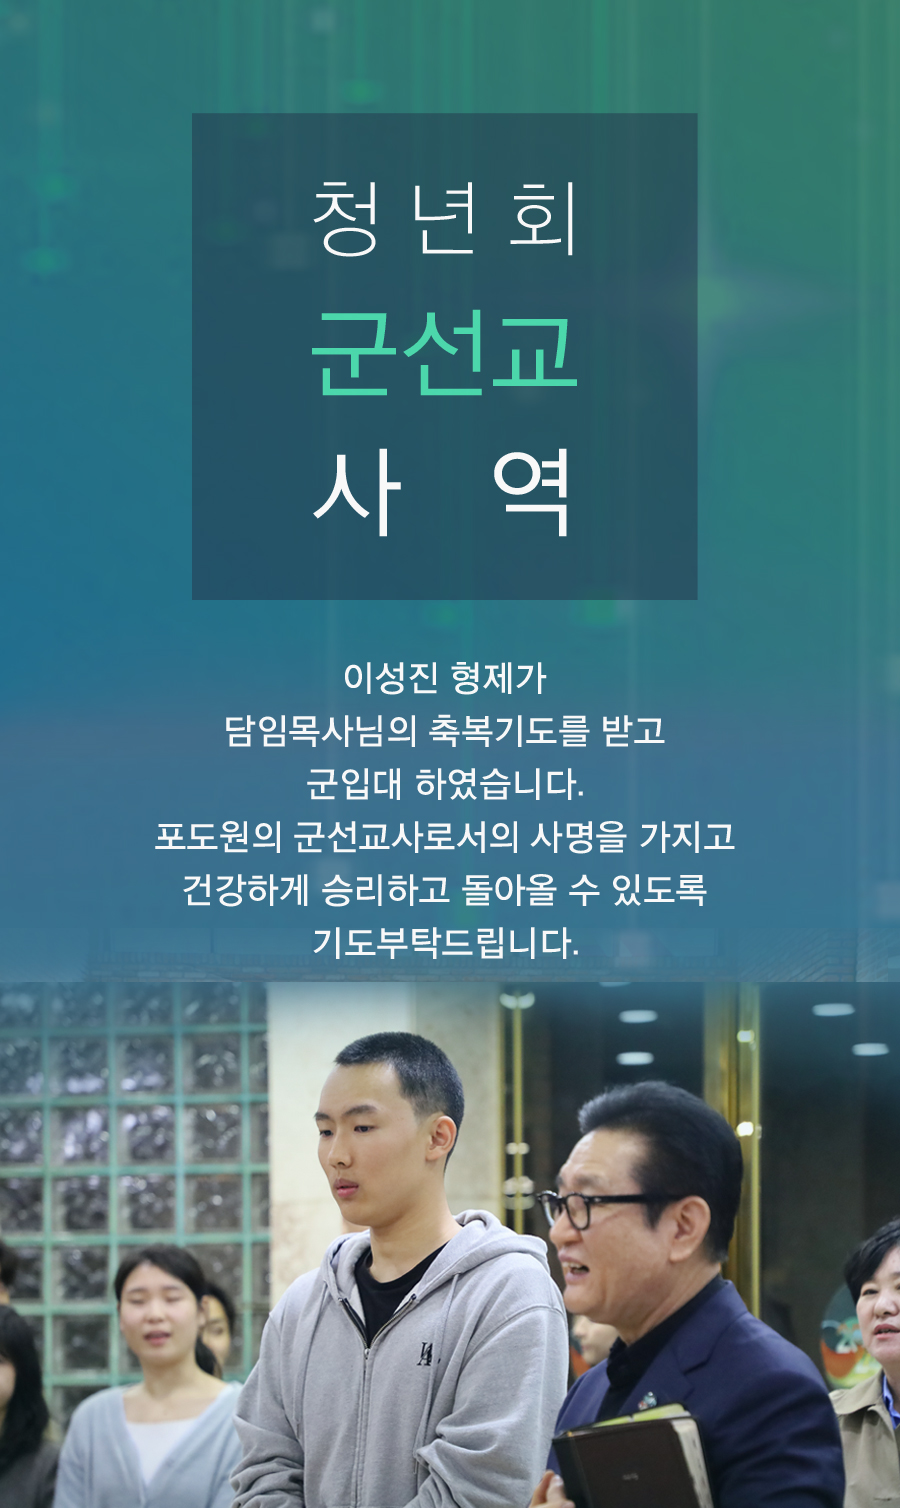 청년회
군선교
사 역
이성진 형제가
담임목사님의 축복기도를 받고
군입대 하였습니다.
포도원의 군선교사로서의 사명을 가지고
건강하게 승리하고 돌아올 수 있도록
기도부탁드립니다.